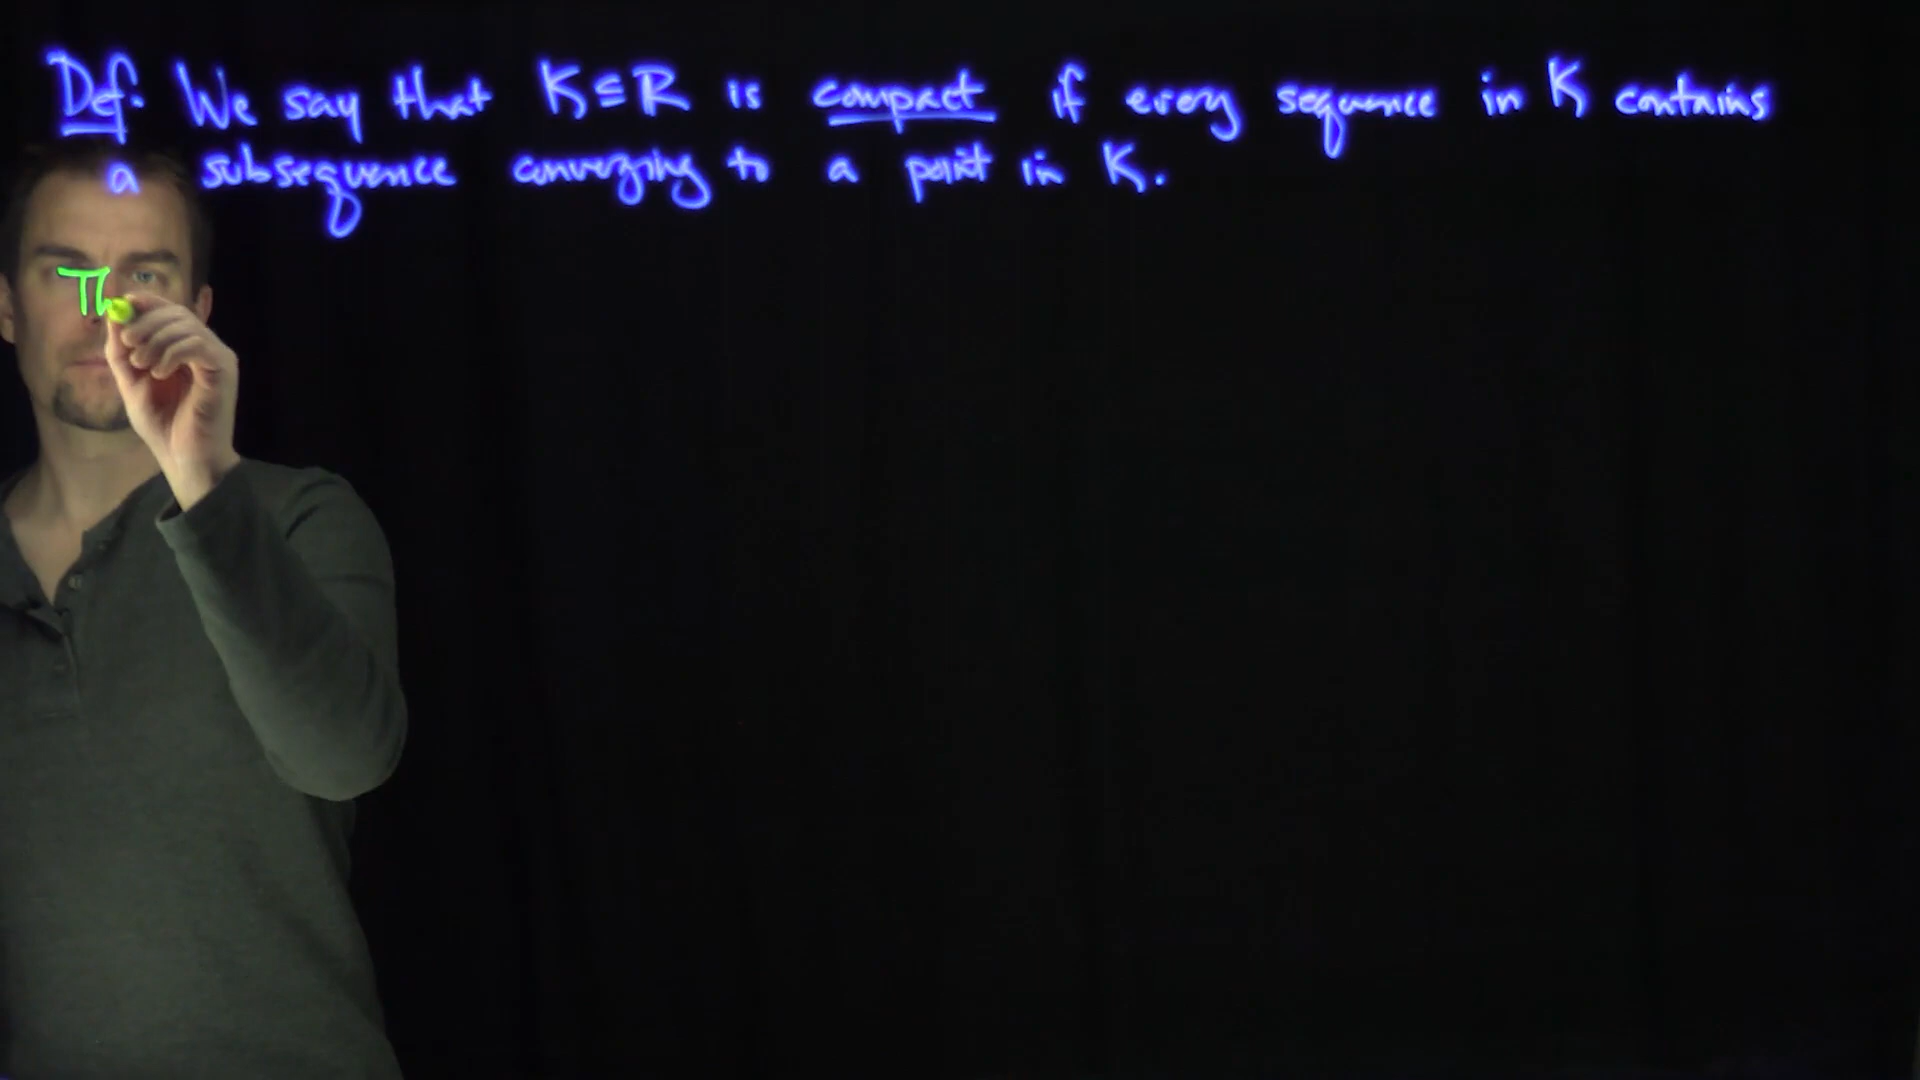 Def: We say that K⊆R is compact if every sequence in K contains
a subsequence converging to a point in K.
Th